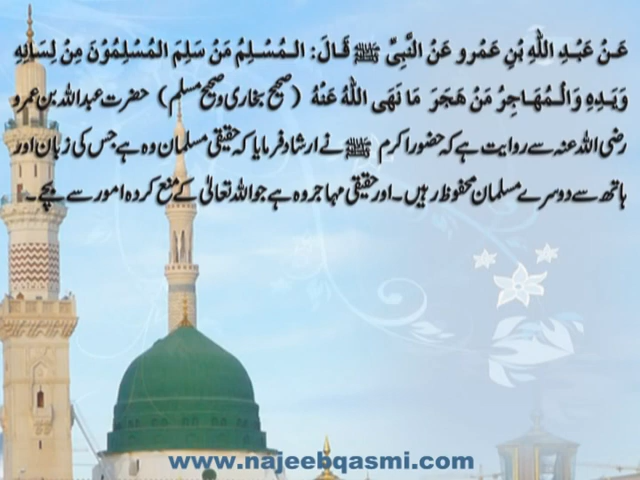 عَنْ عَبْدِ اللّٰهِ بْنِ عَمْرو عَنْ النَّبِیِّ ﷺ قَالَ: الْمُسْلِمُ مَنْ سَلِمَ الْمُسْلِمُوْنَ مِنْ لِسَانِهِ
وَیَدِهِ وَالْمُهَاجِرُ مَنْ هَجَرَ مَا نَهَی اللّٰهُ عَنْهُ (صحیح بخاری و صحیح مسلم) حضرت عبداللہ بن عمرو
رضی اللہ عنہ سے روایت ہے کہ حضور اکرم ﷺ نے ارشاد فرمایا کہ حقیقی مسلمان وہ ہے جس کی زبان اور
ہاتھ سے دوسرے مسلمان محفوظ رہیں۔ اور حقیقی مہاجر وہ ہے جو اللہ تعالیٰ کے منع کردہ امور سے بچے۔
www.najeebqasmi.com